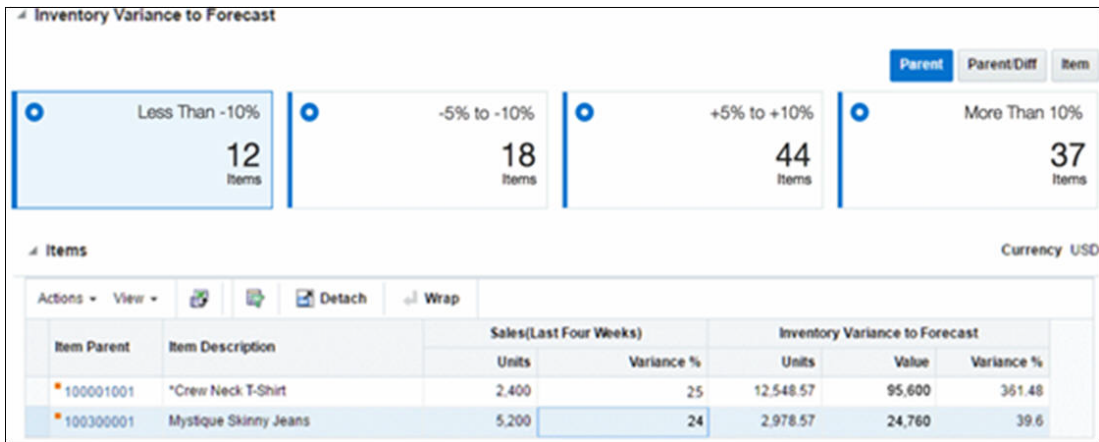 Inventory Variance to Forecast
Parent Parent/Diff Item
Less Than -10% -5% to -10% +5% to +10% More Than 10%
12 18 44 37
Items Items Items Items
Items Currency USD
Actions View Detach Wrap
Item Parent Item Description Sales(Last Four Weeks) Inventory Variance to Forecast
Units Variance % Units Value Variance %
100001001 *Crew Neck T-Shirt 2,400 25 12,548.57 95,600 361.48
100300001 Mystique Skinny Jeans 5,200 24 2,978.57 24,760 39.6